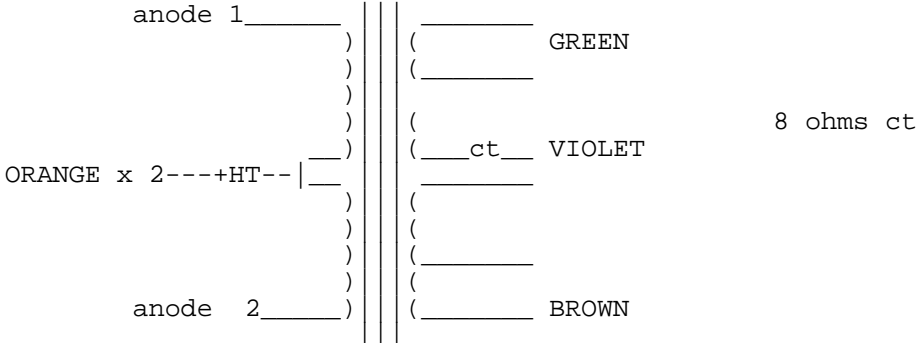 anode 1
GREEN
8 ohms ct
ct VIOLET
ORANGE x 2---+HT--
anode 2 BROWN